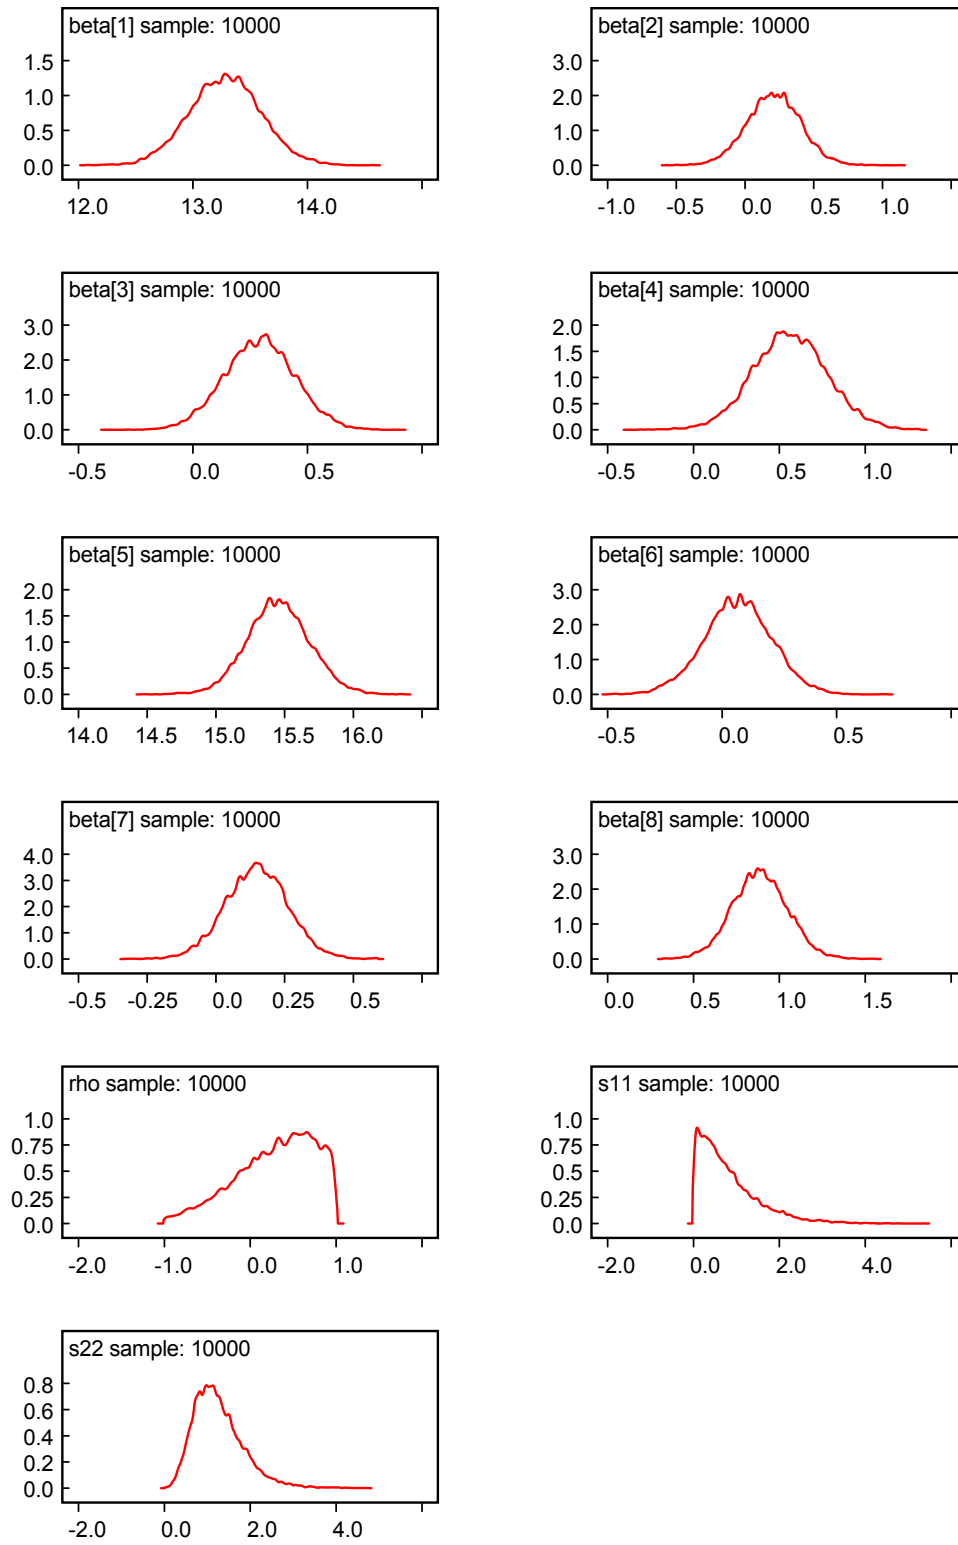 beta[1] sample: 10000
1.5
1.0
0.5
0.0
12.0 13.0 14.0
beta[2] sample: 10000
3.0
2.0
1.0
0.0
-1.0 -0.5 0.0 0.5 1.0
beta[3] sample: 10000
3.0
2.0
1.0
0.0
-0.5 0.0 0.5
beta[4] sample: 10000
2.0
1.5
1.0
0.5
0.0
0.0 0.5 1.0
beta[5] sample: 10000
2.0
1.5
1.0
0.5
0.0
14.0 14.5 15.0 15.5 16.0
beta[6] sample: 10000
3.0
2.0
1.0
0.0
-0.5 0.0 0.5
beta[7] sample: 10000
4.0
3.0
2.0
1.0
0.0
-0.5 -0.25 0.0 0.25 0.5
beta[8] sample: 10000
3.0
2.0
1.0
0.0
0.0 0.5 1.0 1.5
rho sample: 10000
1.0
0.75
0.5
0.25
0.0
-2.0 -1.0 0.0 1.0
s11 sample: 10000
1.0
0.75
0.5
0.25
0.0
-2.0 0.0 2.0 4.0
s22 sample: 10000
0.8
0.6
0.4
0.2
0.0
-2.0 0.0 2.0 4.0